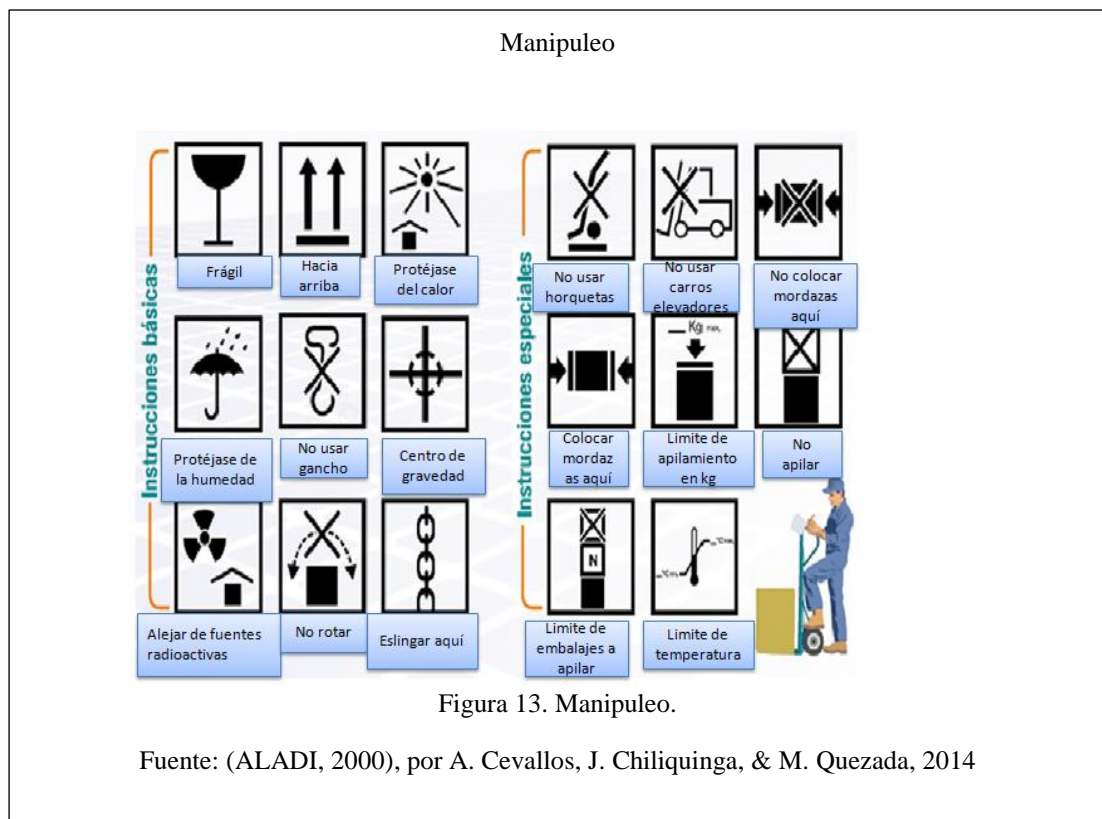 Manipuleo
Instrucciones básicas
Frágil
Hacia
arriba
Protéjase
del calor
Protéjase de
la humedad
No usar
gancho
Centro de
gravedad
Alejar de fuentes
radioactivas
No rotar
Eslingar aquí
Instrucciones especiales
No usar
horquetas
No usar
carros
elevadores
No colocar
mordazas
aquí
Kg max.
Colocar
mordaz
as aquí
Limite de
apilamiento
en kg
No
apilar
N
Limite de
embalajes a
apilar
Limite de
temperatura
Figura 13. Manipuleo.
Fuente: (ALADI, 2000), por A. Cevallos, J. Chiliquinga, & M. Quezada, 2014